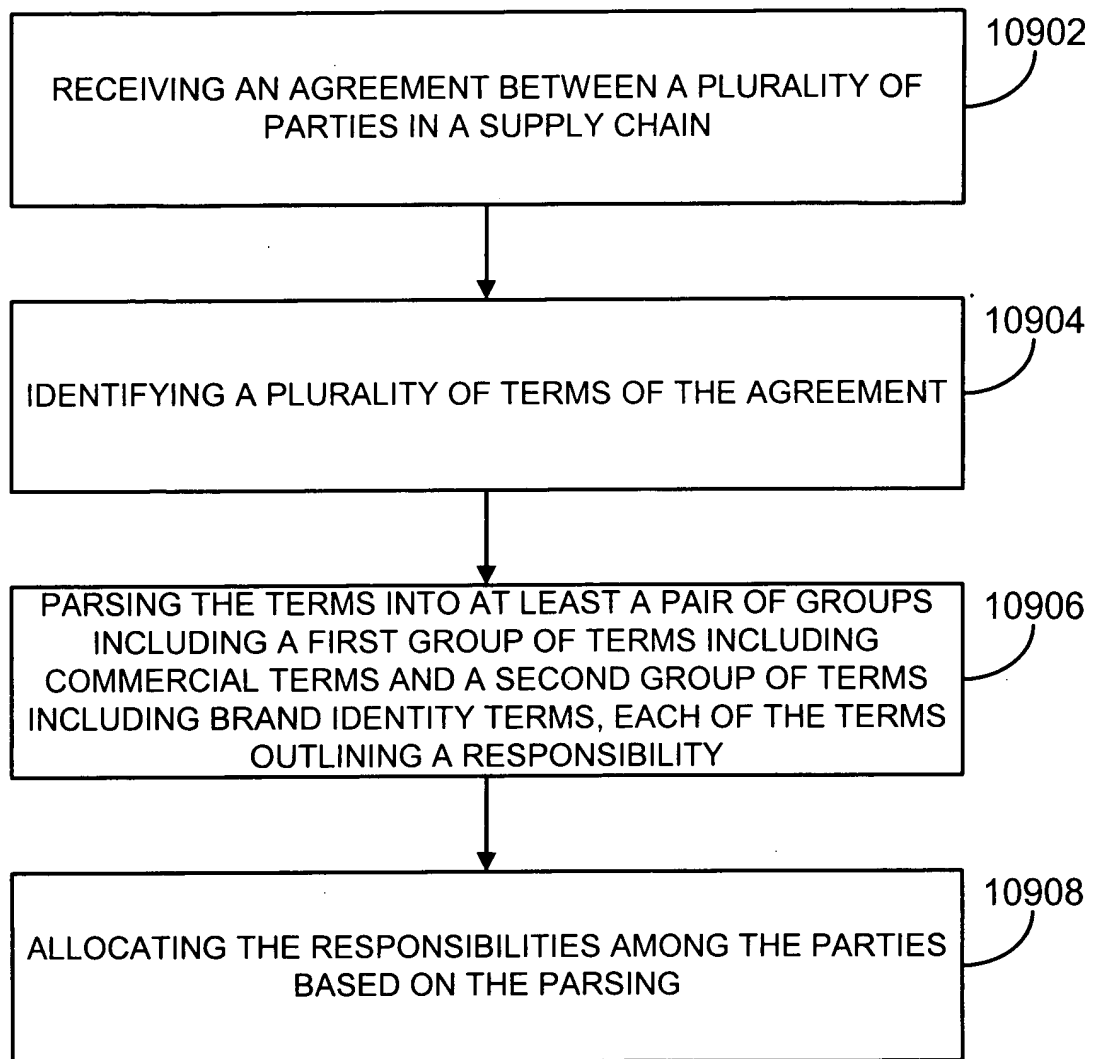 10902
RECEIVING AN AGREEMENT BETWEEN A PLURALITY OF
PARTIES IN A SUPPLY CHAIN
10904
IDENTIFYING A PLURALITY OF TERMS OF THE AGREEMENT
10906
PARSING THE TERMS INTO AT LEAST A PAIR OF GROUPS
INCLUDING A FIRST GROUP OF TERMS INCLUDING
COMMERCIAL TERMS AND A SECOND GROUP OF TERMS
INCLUDING BRAND IDENTITY TERMS, EACH OF THE TERMS
OUTLINING A RESPONSIBILITY
10908
ALLOCATING THE RESPONSIBILITIES AMONG THE PARTIES
BASED ON THE PARSING